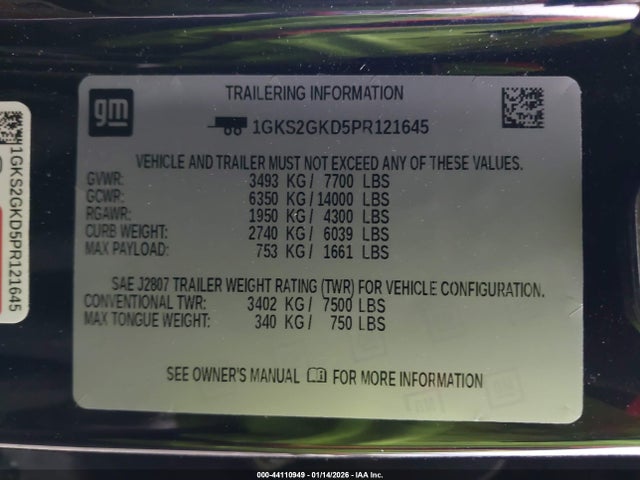 gm
TRAILERING INFORMATION
1GKS2GKD5PR121645
VEHICLE AND TRAILER MUST NOT EXCEED ANY OF THESE VALUES.
GVWR: 3493 KG/ 7700 LBS
GCWR: 6350 KG/ 14000 LBS
RGAWR: 1950 KG/ 4300 LBS
CURB WEIGHT: 2740 KG/ 6039 LBS
MAX PAYLOAD: 753 KG/ 1661 LBS
SAE J2807 TRAILER WEIGHT RATING (TWR) FOR VEHICLE CONFIGURATION.
CONVENTIONAL TWR: 3402 KG/ 7500 LBS
MAX TONGUE WEIGHT: 340 KG/ 750 LBS
SEE OWNER'S MANUAL FOR MORE INFORMATION
1GKS2GKD5PR121645
000-44110949 - 01/14/2026 - IAA Inc.